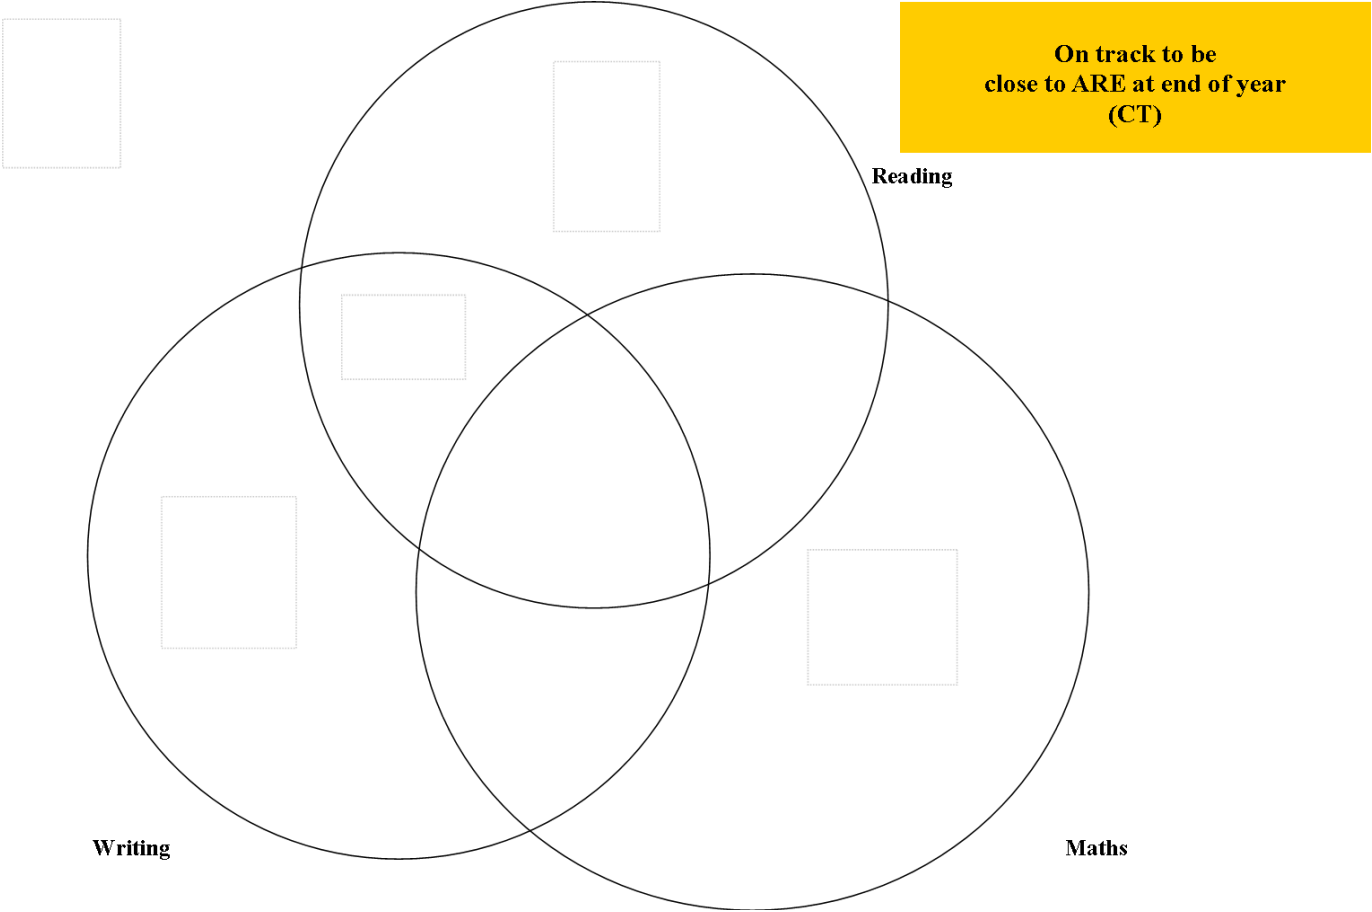 On track to be
close to ARE at end of year
(CT)
Reading
Writing
Maths